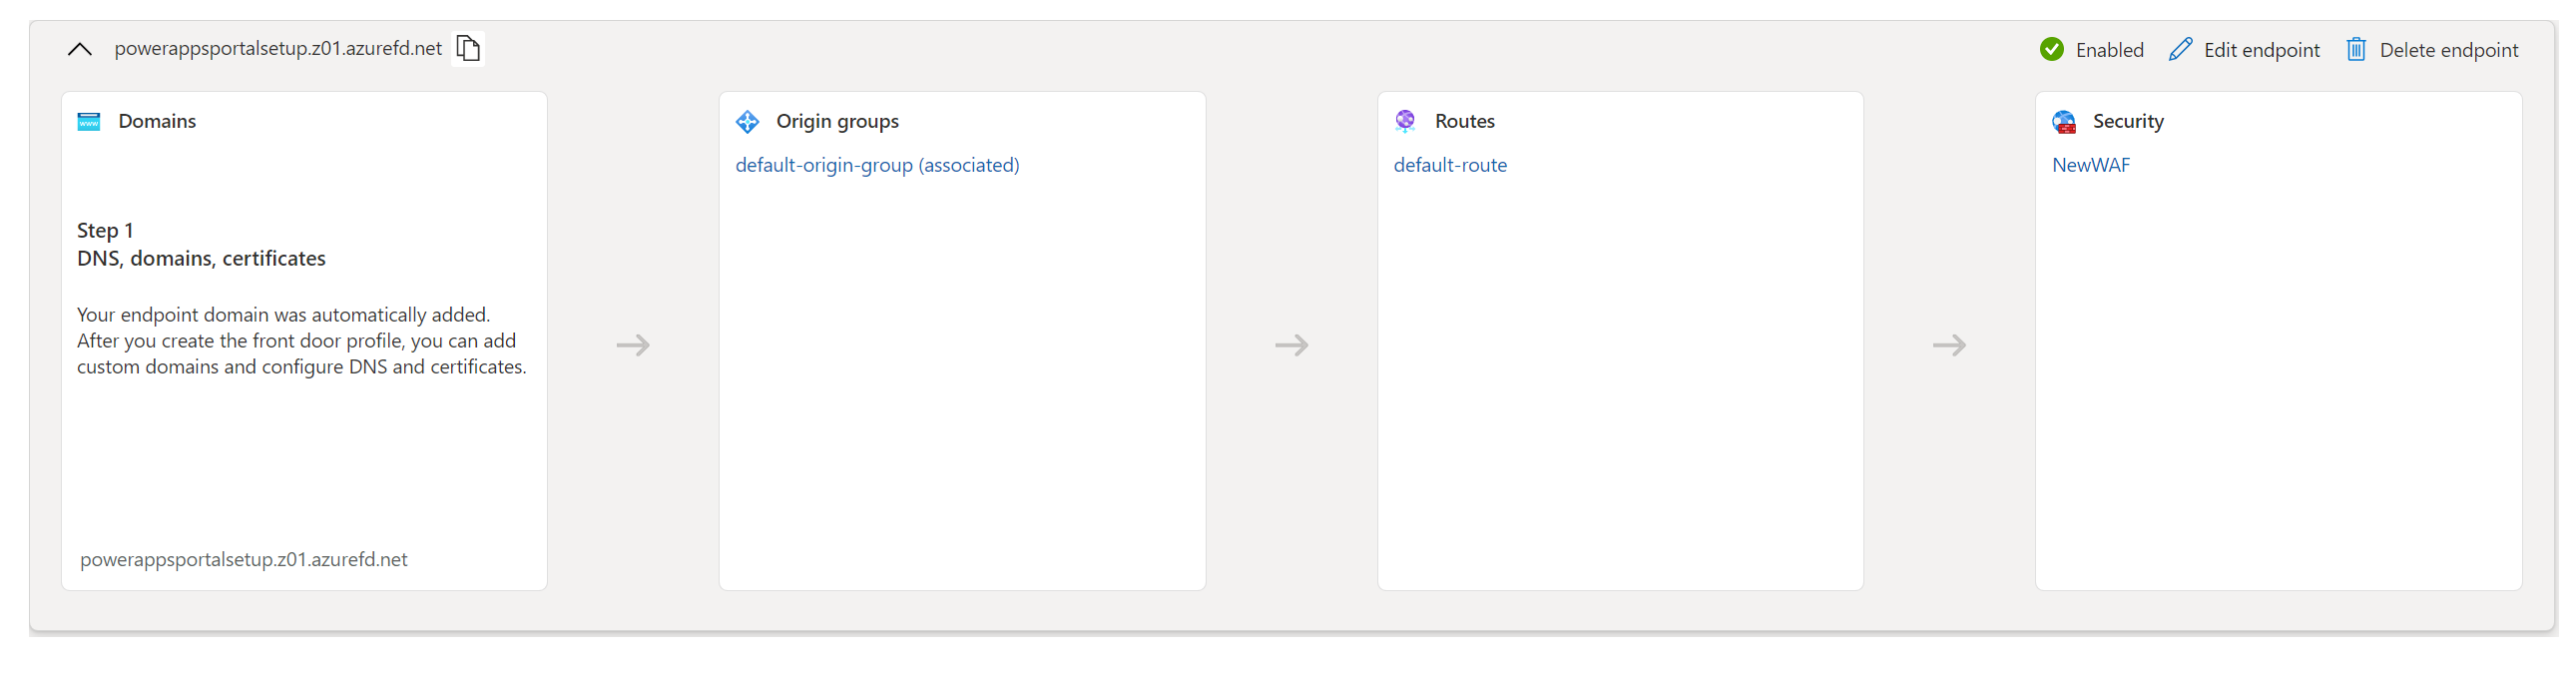 powerappsportalsetup.z01.azurefd.net
Enabled
Edit endpoint
Delete endpoint
www
Domains
Step 1
DNS, domains, certificates
Your endpoint domain was automatically added.
After you create the front door profile, you can add
custom domains and configure DNS and certificates.
powerappsportalsetup.z01.azurefd.net
Origin groups
default-origin-group (associated)
Routes
default-route
Security
NewWAF